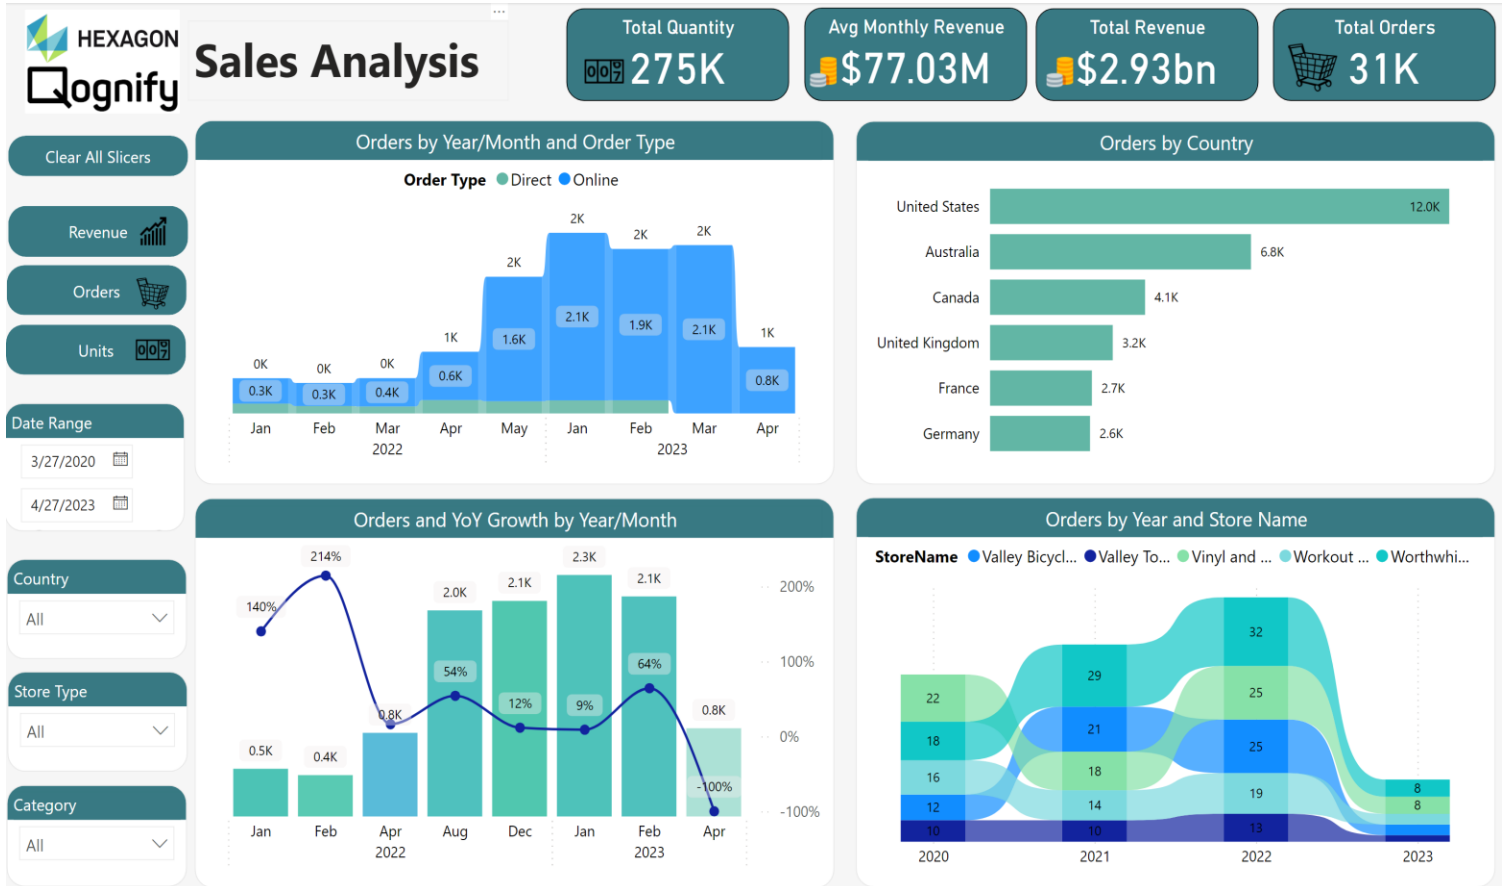 HEXAGON
Qognify
Sales Analysis
Total Quantity
007 275K
Avg Monthly Revenue
$77.03M
Total Revenue
$2.93bn
Total Orders
31K
Clear All Slicers
Revenue
Orders
Units 007
Date Range
3/27/2020
4/27/2023
Country
All
Store Type
All
Category
All
Orders by Year/Month and Order Type
Order Type Direct Online
0K 0K 0K 1K 2K 2K 2K 2K 1K
0.3K 0.3K 0.4K 0.6K 1.6K 2.1K 1.9K 2.1K 0.8K
Jan Feb Mar Apr May Jan Feb Mar Apr
2022 2023
Orders by Country
United States 12.0K
Australia 6.8K
Canada 4.1K
United Kingdom 3.2K
France 2.7K
Germany 2.6K
Orders and YoY Growth by Year/Month
140% 214% 54% 12% 9% 64% -100%
0.5K 0.4K 0.8K 2.0K 2.1K 2.3K 2.1K 0.8K
200%
100%
0%
-100%
Jan Feb Apr Aug Dec Jan Feb Apr
2022 2023
Orders by Year and Store Name
StoreName Valley Bicycl... Valley To... Vinyl and ... Workout ... Worthwhi...
22 18 16 12 10
29 21 18 14 10
32 25 25 19 13
8 8
2020 2021 2022 2023